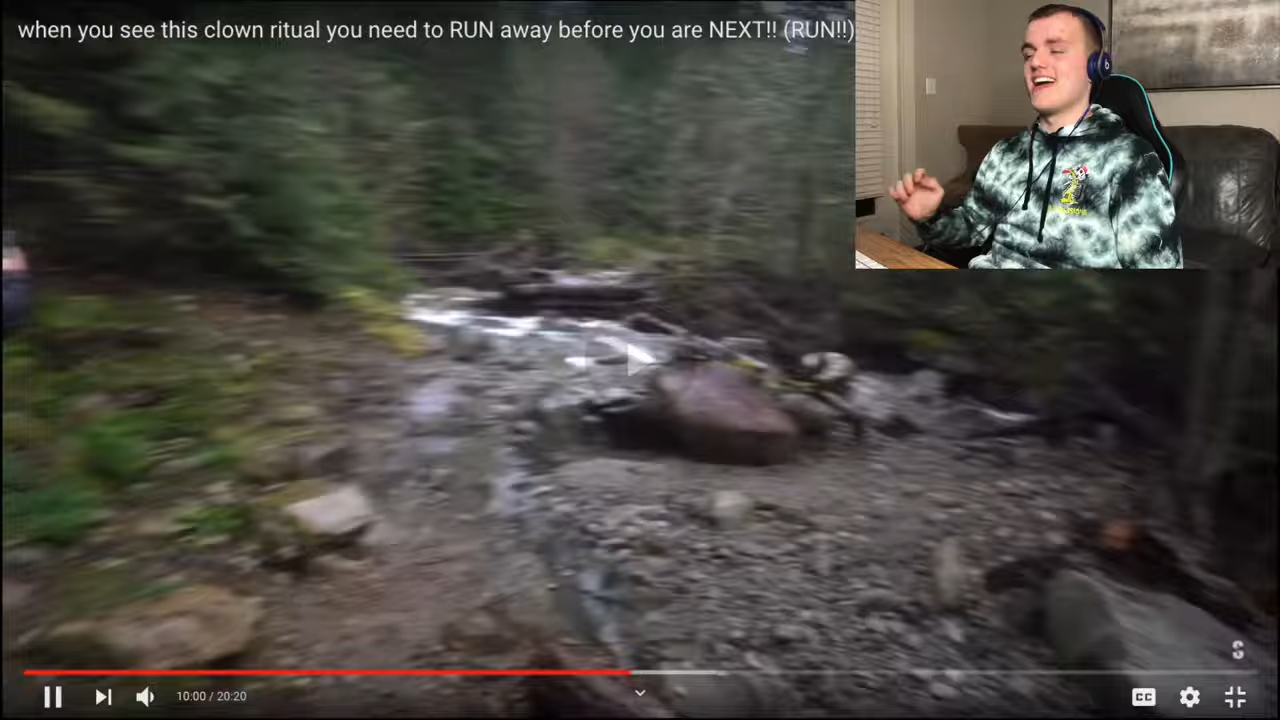 when you see this clown ritual you need to RUN away before you are NEXT!! (RUN!!)
10:00 / 20:20
CC
S